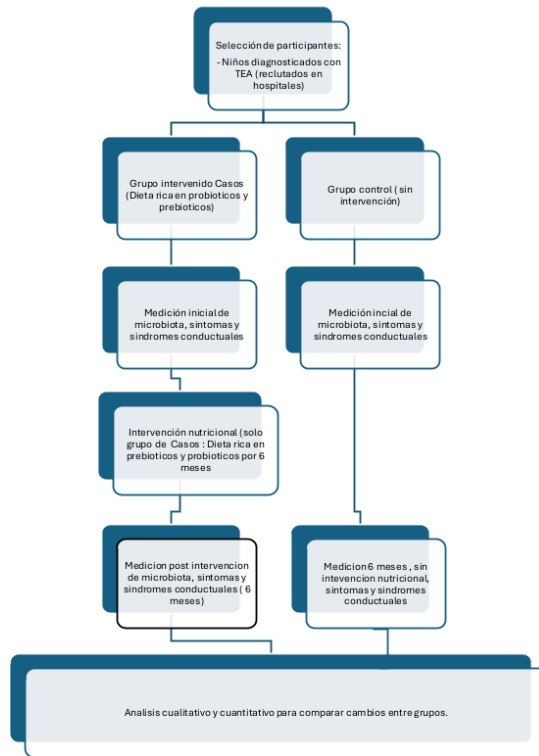 Selección de participantes:
- Niños diagnosticados con
TEA (reclutados en
hospitales)
Grupo intervenido Casos
(Dieta rica en probioticos y
prebioticos)
Grupo control ( sin
intervención)
Medición inicial de
microbiota, sintomas y
sindromes conductuales
Medición incial de
microbiota, sintomas y
sindromes conductuales
Intervención nutricional (solo
grupo de Casos : Dieta rica en
prebioticos y probioticos por 6
meses
Medicion post intervencion
de microbiota, sintomas y
sindromes conductuales ( 6
meses)
Medicion 6 meses , sin
intevencion nutricional,
sintomas y sindromes
conductuales
Analisis cualitativo y cuantitativo para comparar cambios entre grupos.